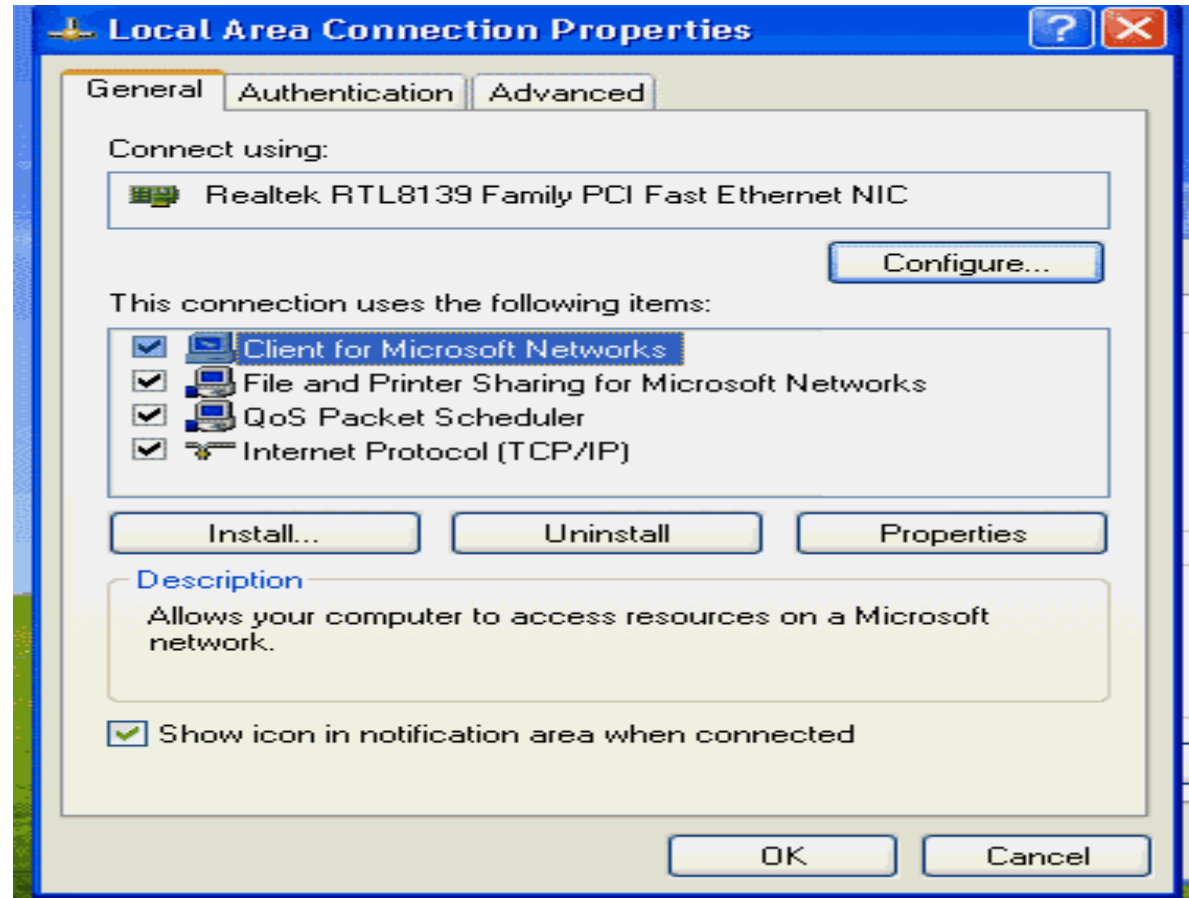 Local Area Connection Properties
General Authentication Advanced
Connect using:
Realtek RTL8139 Family PCI Fast Ethernet NIC
Configure...
This connection uses the following items:
Client for Microsoft Networks
File and Printer Sharing for Microsoft Networks
QoS Packet Scheduler
Internet Protocol (TCP/IP)
Install... Uninstall Properties
Description
Allows your computer to access resources on a Microsoft
network.
Show icon in notification area when connected
OK Cancel